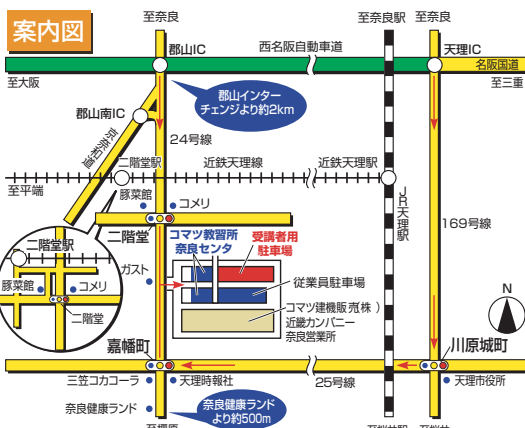 案内図
至奈良
至奈良駅
至奈良
郡山IC
西名阪自動車道
天理IC
名阪国道
至大阪
至三重
郡山インター
チェンジより約2km
郡山南IC
24号線
京奈和道
二階堂駅
近鉄天理線
近鉄天理駅
至平端
豚菜館
コメリ
JR天理駅
169号線
二階堂
コマツ教習所
奈良センタ
受講者用
駐車場
二階堂駅
豚菜館
コメリ
二階堂
ガスト
従業員駐車場
コマツ建機販売(株)
近畿カンパニー
奈良営業所
N
嘉幡町
川原城町
三笠コカコーラ
天理時報社
25号線
天理市役所
奈良健康ランド
奈良健康ランド
より約500m